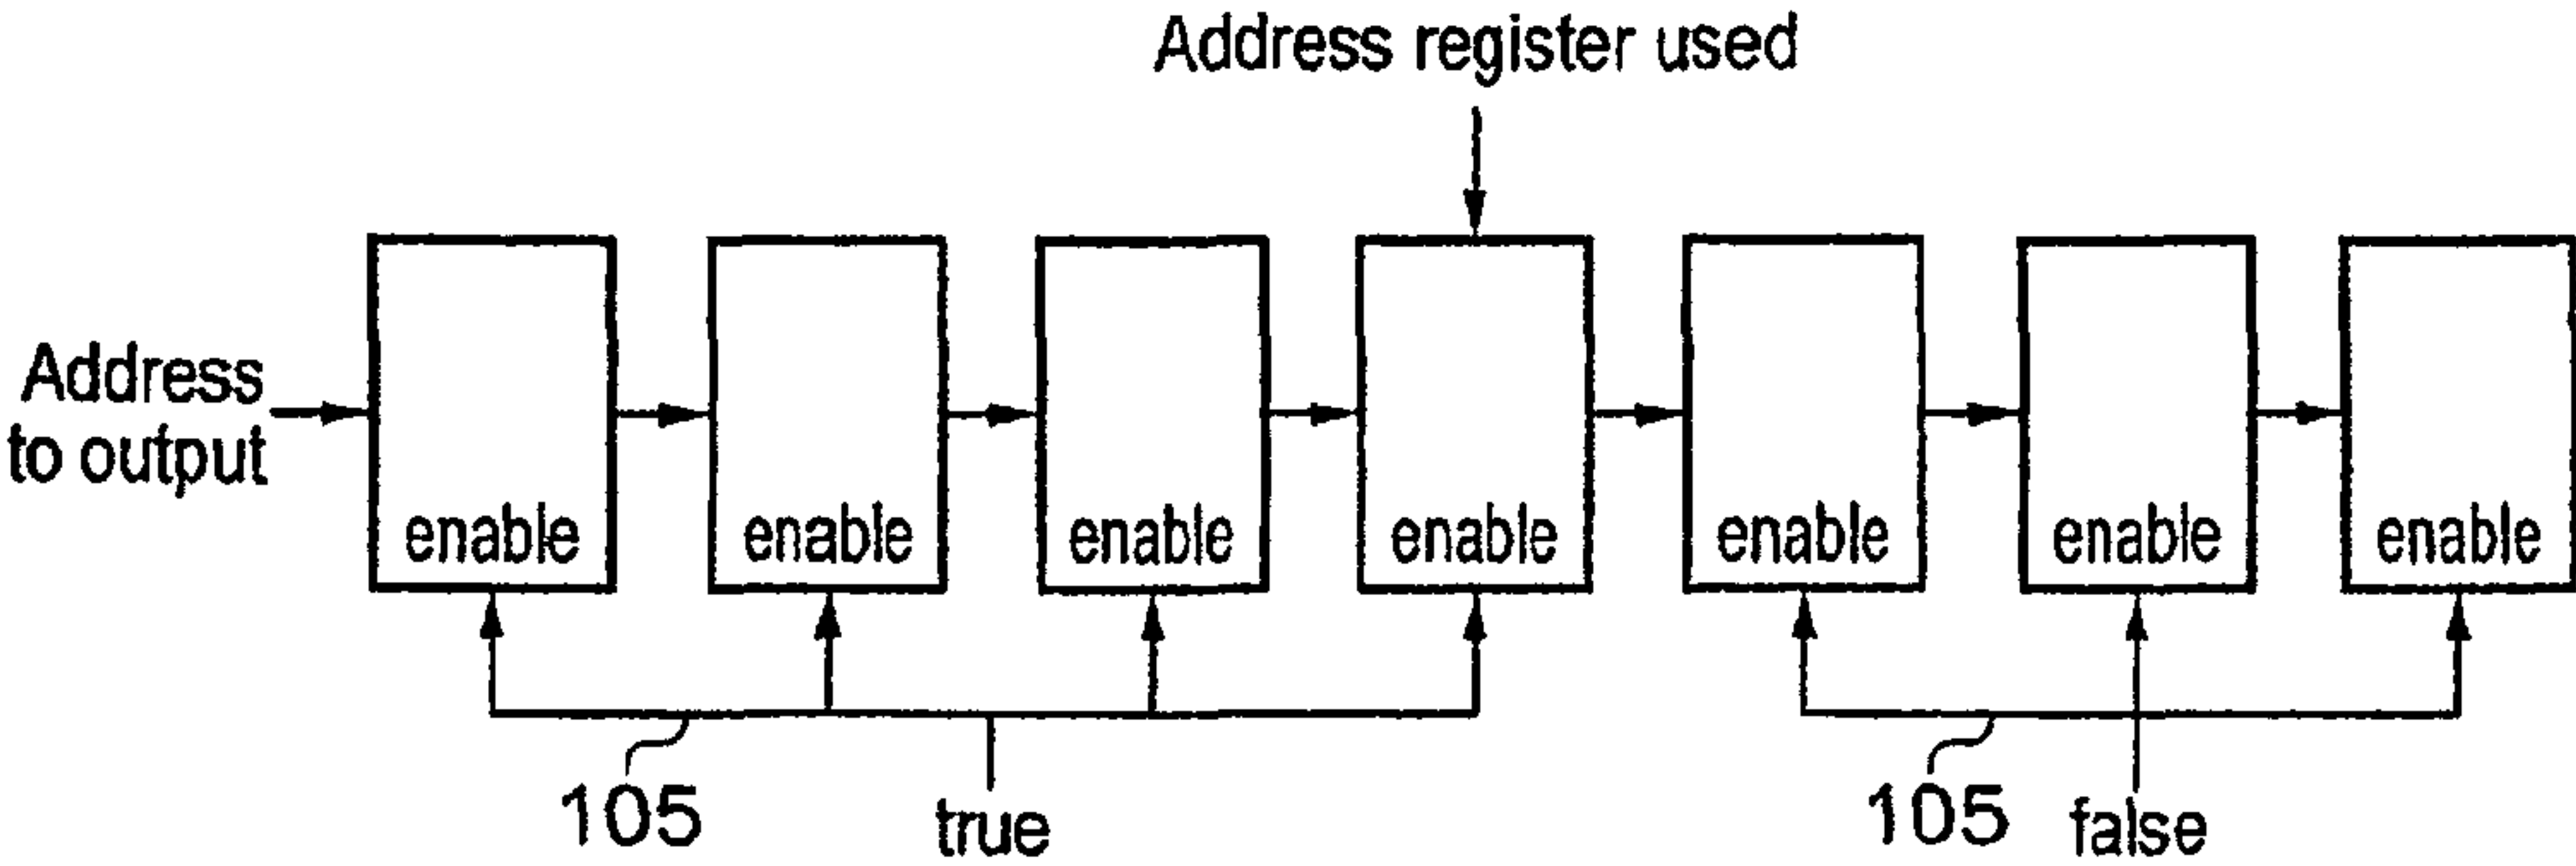 Address register used
Address
to output
enable enable enable enable enable enable enable
105 true 105 false